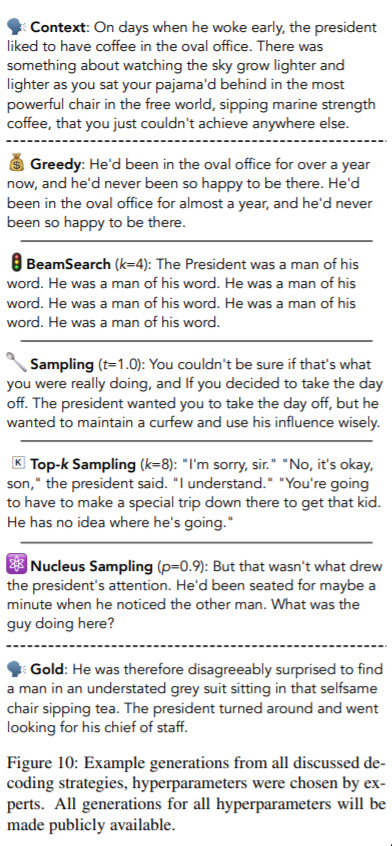 Context: On days when he woke early, the president
liked to have coffee in the oval office. There was
something about watching the sky grow lighter and
lighter as you sat your pajama'd behind in the most
powerful chair in the free world, sipping marine strength
coffee, that you just couldn't achieve anywhere else.
Greedy: He'd been in the oval office for over a year
now, and he'd never been so happy to be there. He'd
been in the oval office for almost a year, and he'd never
been so happy to be there.
BeamSearch (k=4): The President was a man of his
word. He was a man of his word. He was a man of his
word. He was a man of his word. He was a man of his
word. He was a man of his word.
Sampling (t=1.0): You couldn't be sure if that's what
you were really doing, and If you decided to take the day
off. The president wanted you to take the day off, but he
wanted to maintain a curfew and use his influence wisely.
K Top-k Sampling (k=8): "I'm sorry, sir." "No, it's okay,
son," the president said. "I understand." "You're going
to have to make a special trip down there to get that kid.
He has no idea where he's going."
Nucleus Sampling (p=0.9): But that wasn't what drew
the president's attention. He'd been seated for maybe a
minute when he noticed the other man. What was the
guy doing here?
Gold: He was therefore disagreeably surprised to find
a man in an understated grey suit sitting in that selfsame
chair sipping tea. The president turned around and went
looking for his chief of staff.
Figure 10: Example generations from all discussed de-
coding strategies, hyperparameters were chosen by ex-
perts. All generations for all hyperparameters will be
made publicly available.